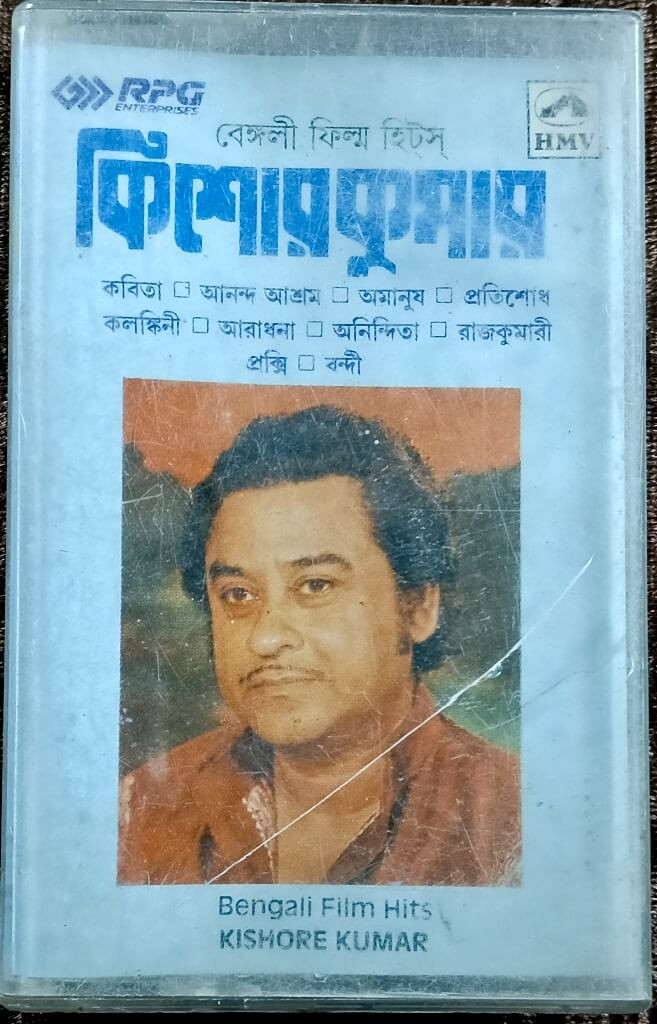 RPG
ENTERPRISES
HMV
বেঙ্গলী ফিল্ম হিটস্
কিশোরকুমার
কবিতা □ আনন্দ আশ্রম □ অমানুষ □ প্রতিশোধ
কলঙ্কিনী □ আরাধনা □ অনিন্দিতা □ রাজকুমারী
প্রক্সি □ বন্দী
Bengali Film Hits
KISHORE KUMAR